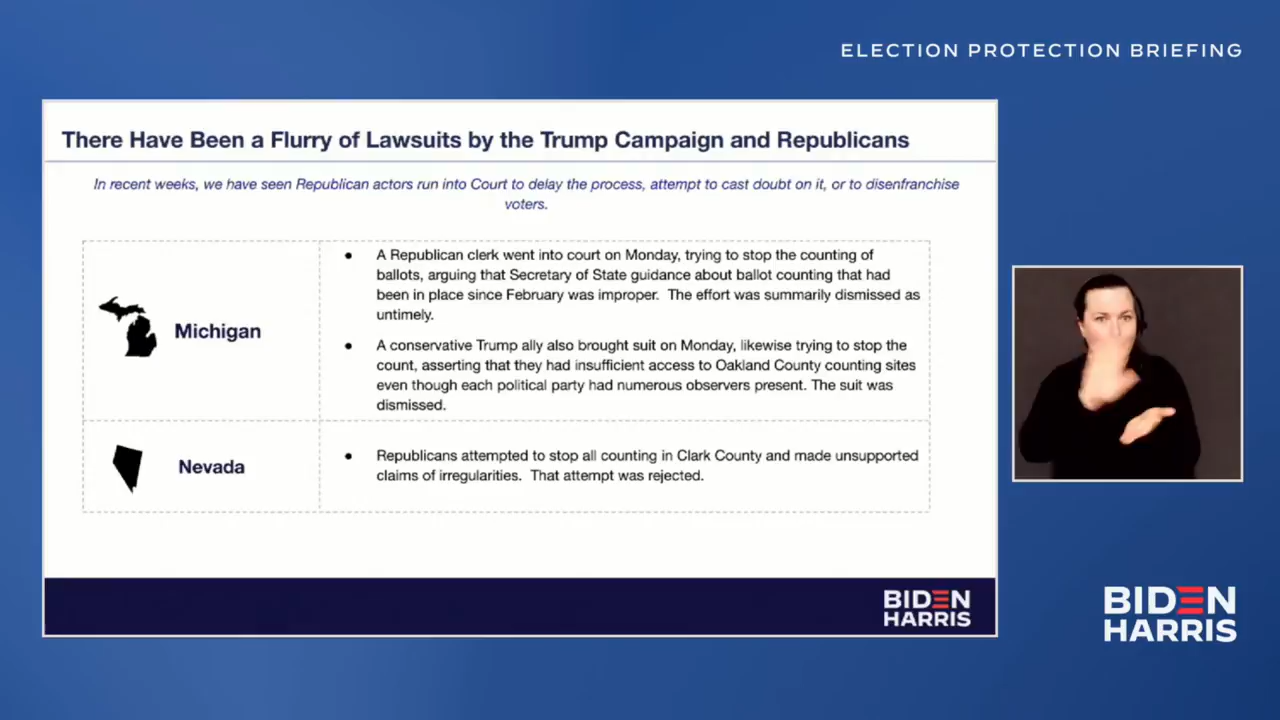 ELECTION PROTECTION BRIEFING
There Have Been a Flurry of Lawsuits by the Trump Campaign and Republicans
In recent weeks, we have seen Republican actors run into Court to delay the process, attempt to cast doubt on it, or to disenfranchise
voters.
Michigan
● A Republican clerk went into court on Monday, trying to stop the counting of
ballots, arguing that Secretary of State guidance about ballot counting that had
been in place since February was improper.  The effort was summarily dismissed as
untimely.
● A conservative Trump ally also brought suit on Monday, likewise trying to stop the
count, asserting that they had insufficient access to Oakland County counting sites
even though each political party had numerous observers present. The suit was
dismissed.
Nevada
● Republicans attempted to stop all counting in Clark County and made unsupported
claims of irregularities.  That attempt was rejected.
BIDEN
HARRIS
BIDEN
HARRIS